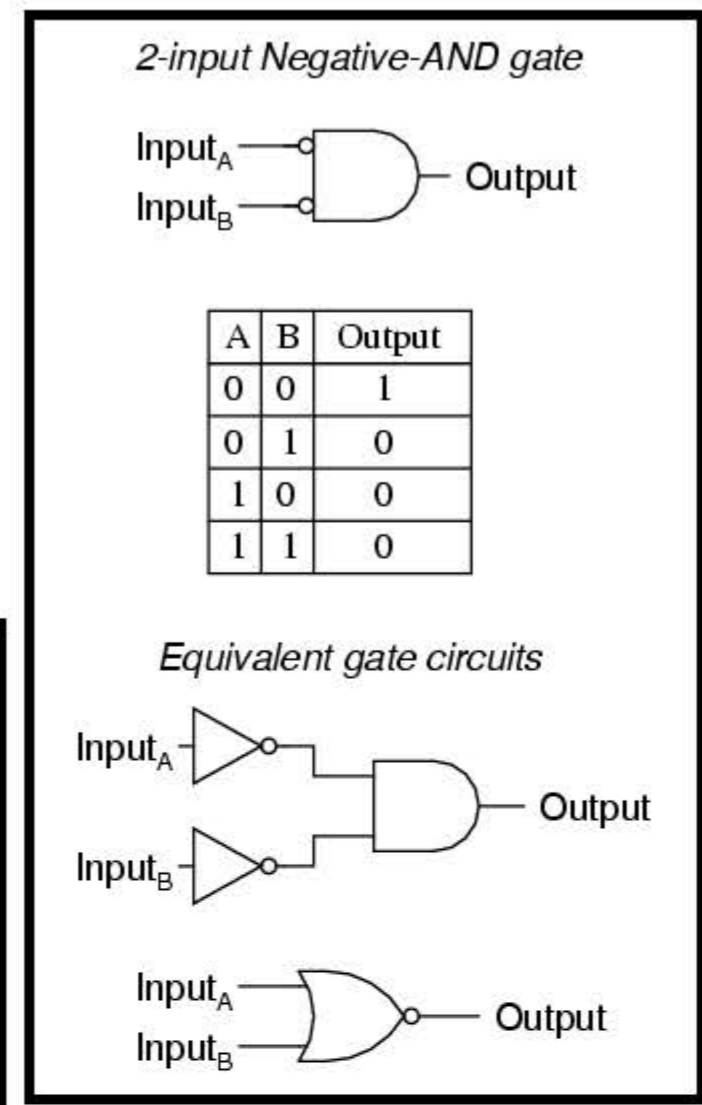 2-input Negative-AND gate
InputA
Output
InputB
A B Output
0 0 1
0 1 0
1 0 0
1 1 0
Equivalent gate circuits
InputA
Output
InputB
InputA
Output
InputB